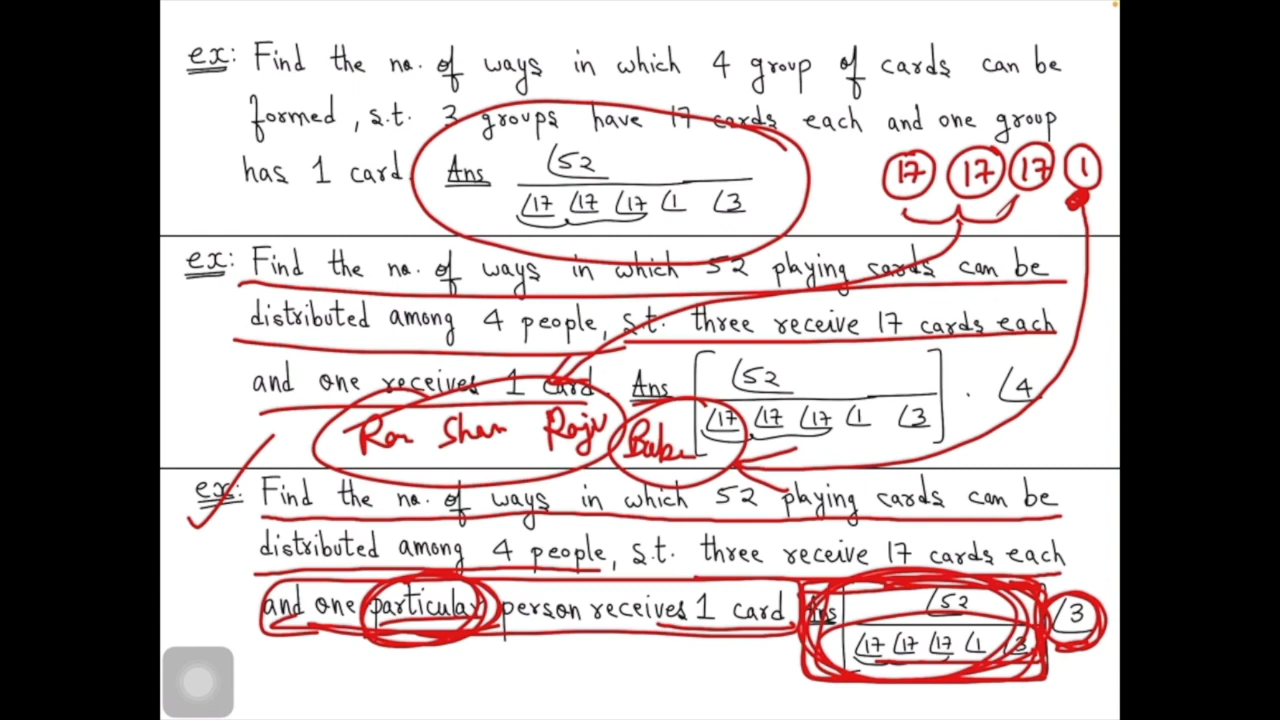 ex: Find the no. of ways in which 4 group of cards can be
formed, s.t. 3 groups have 17 cards each and one group
has 1 card. Ans ⌊52
⌊17 ⌊17 ⌊17 ⌊1 ⌊3
17 17 17 1
ex: Find the no. of ways in which 52 playing cards can be
distributed among 4 people, s.t. three receive 17 cards each
and one receives 1 card. Ans [⌊52
⌊17 ⌊17 ⌊17 ⌊1 ⌊3] . ⌊4
Ram Sham Raju
ex: Find the no. of ways in which 52 playing cards can be
distributed among 4 people, s.t. three receive 17 cards each
and one particular person receives 1 card Ans [⌊52
⌊17 ⌊17 ⌊17 ⌊1 ⌊3] ⌊3